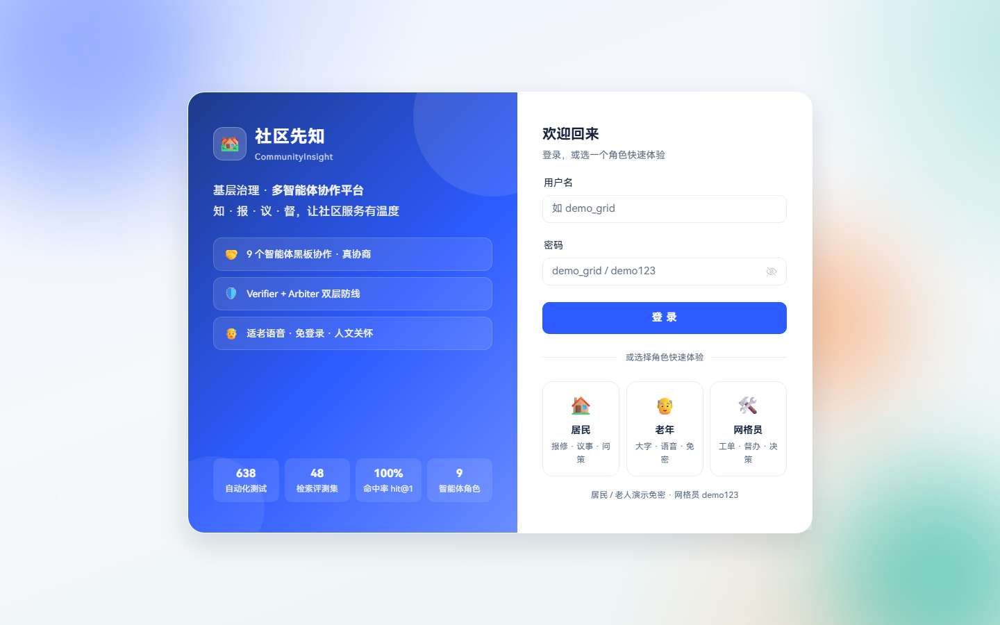 社区先知
CommunityInsight
基层治理 · 多智能体协作平台
知 · 报 · 议 · 督，让社区服务有温度
9 个智能体黑板协作 · 真协商
Verifier + Arbiter 双层防线
适老语音 · 免登录 · 人文关怀
638
自动化测试
48
检索评测集
100%
命中率 hit@1
9
智能体角色
欢迎回来
登录，或选一个角色快速体验
用户名
如 demo_grid
密码
demo_grid / demo123
登 录
或选择角色快速体验
居民
报修 · 议事 · 问
策
老年
大字 · 语音 · 免
密
网格员
工单 · 督办 · 决
策
居民 / 老人演示免密 · 网格员 demo123